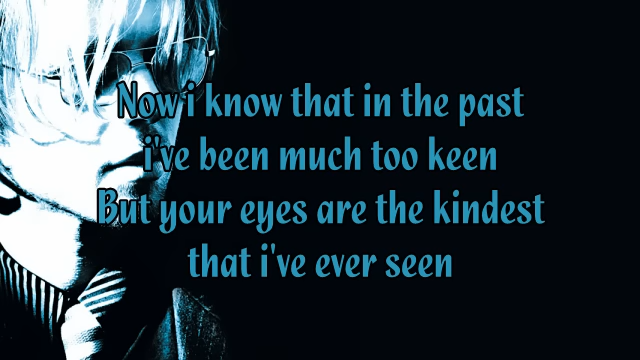 Now i know that in the past
i've been much too keen
But your eyes are the kindest
that i've ever seen